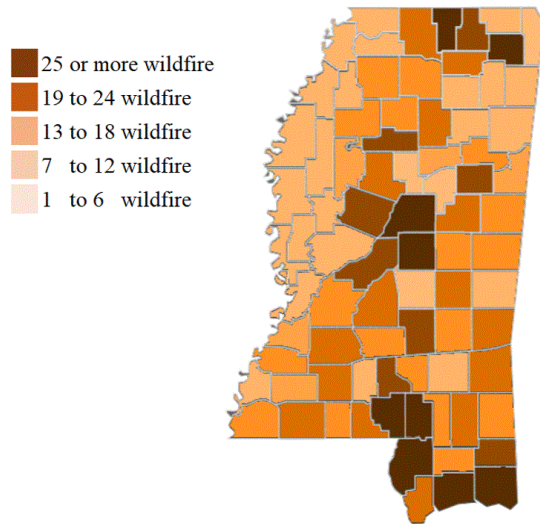 25 or more wildfire
19 to 24 wildfire
13 to 18 wildfire
7 to 12 wildfire
1 to 6 wildfire